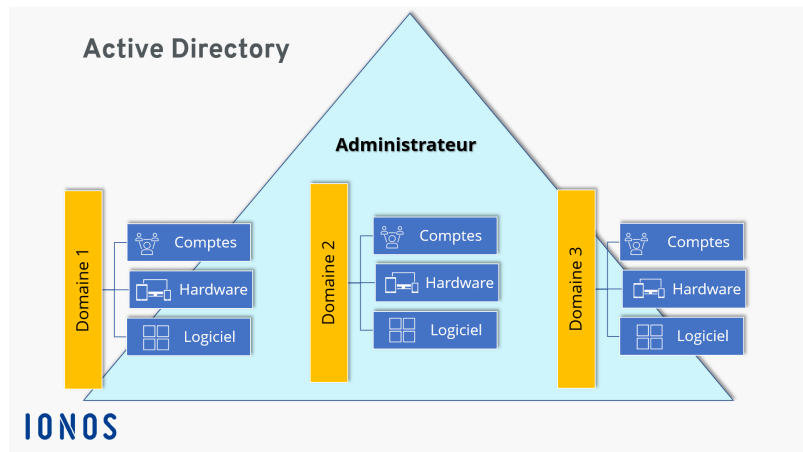 Active Directory
Administrateur
Domaine 1
Comptes
Hardware
Logiciel
Domaine 2
Comptes
Hardware
Logiciel
Domaine 3
Comptes
Hardware
Logiciel
IONOS